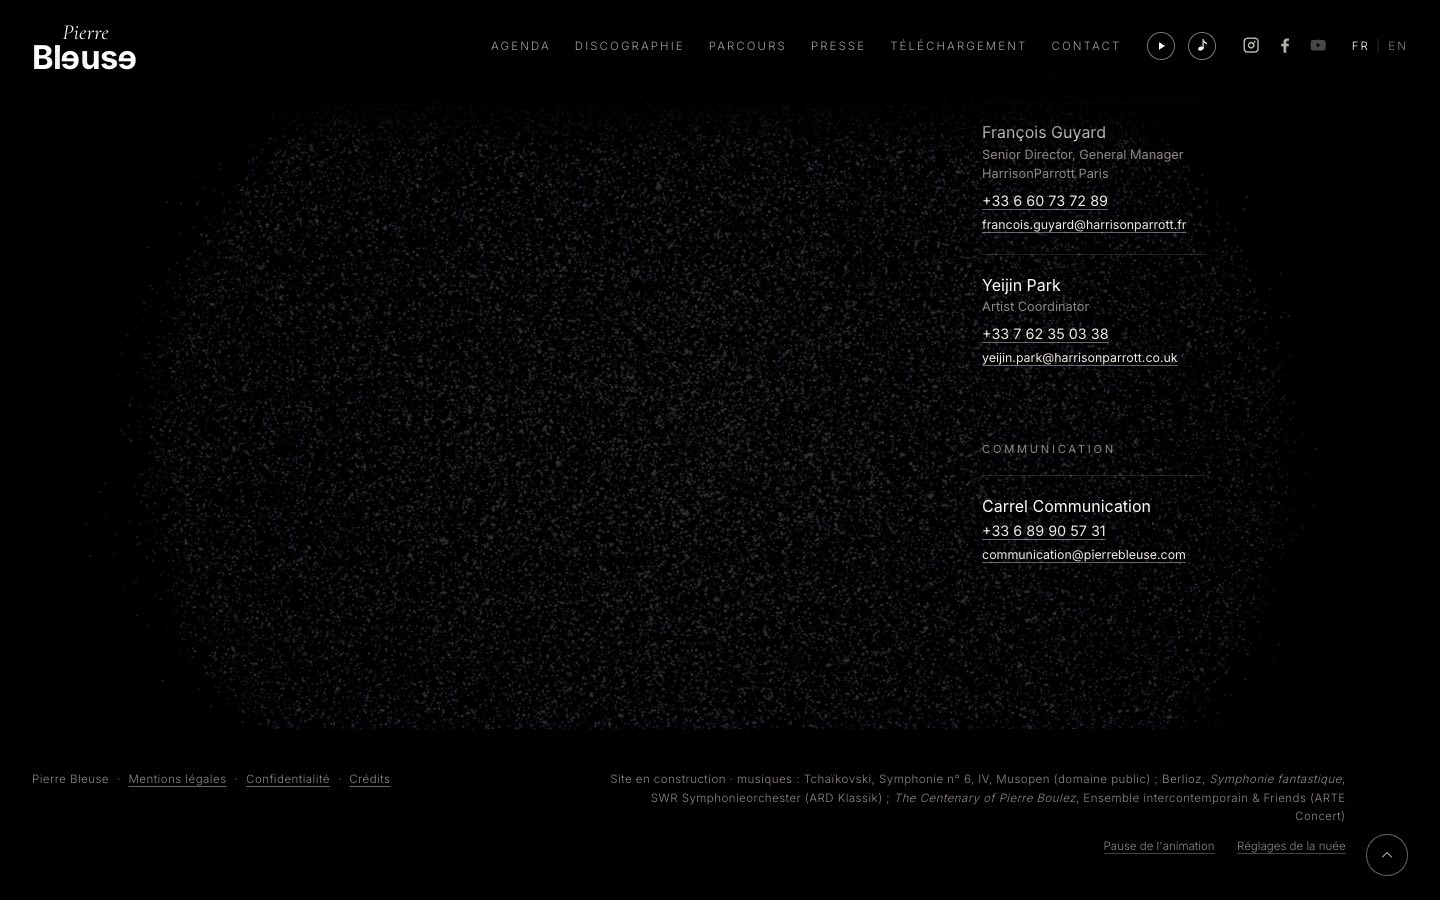 Pierre
Bleuse
AGENDA DISCOGRAPHIE PARCOURS PRESSE TÉLÉCHARGEMENT CONTACT FR EN
François Guyard
Senior Director, General Manager
HarrisonParrott Paris
+33 6 60 73 72 89
francois.guyard@harrisonparrott.fr
Yeijin Park
Artist Coordinator
+33 7 62 35 03 38
yeijin.park@harrisonparrott.co.uk
COMMUNICATION
Carrel Communication
+33 6 89 90 57 31
communication@pierrebleuse.com
Pierre Bleuse · Mentions légales · Confidentialité · Crédits
Site en construction · musiques : Tchaïkovski, Symphonie n° 6, IV, Musopen (domaine public) ; Berlioz, Symphonie fantastique,
SWR Symphonieorchester (ARD Klassik) ; The Centenary of Pierre Boulez, Ensemble intercontemporain & Friends (ARTE
Concert)
Pause de l'animation Réglages de la nuée